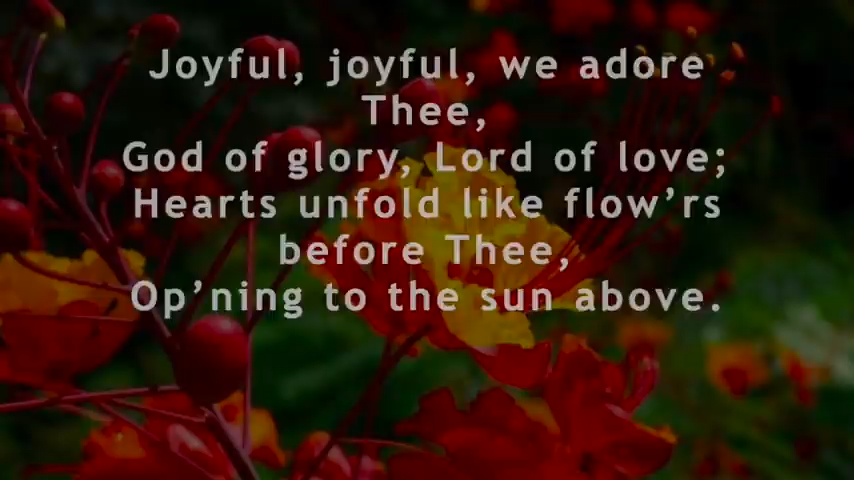 Joyful, joyful, we adore
Thee,
God of glory, Lord of love;
Hearts unfold like flow’rs
before Thee,
Op’ning to the sun above.